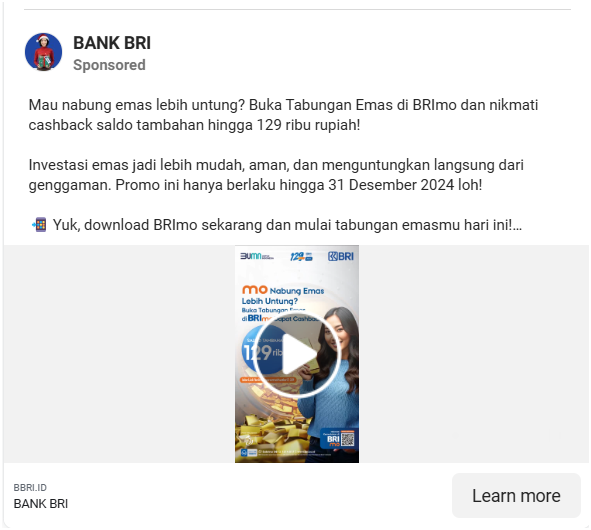 BANK BRI
Sponsored
Mau nabung emas lebih untung? Buka Tabungan Emas di BRImo dan nikmati
cashback saldo tambahan hingga 129 ribu rupiah!
Investasi emas jadi lebih mudah, aman, dan menguntungkan langsung dari
genggaman. Promo ini hanya berlaku hingga 31 Desember 2024 loh!
Yuk, download BRImo sekarang dan mulai tabungan emasmu hari ini!...
BUMN 129 BRI
mo Nabung Emas
Lebih Untung?
Buka Tabungan Emas
di BRImo Dapat Cashback
129 ribu
BRI
mo
BBRI.ID
BANK BRI
Learn more